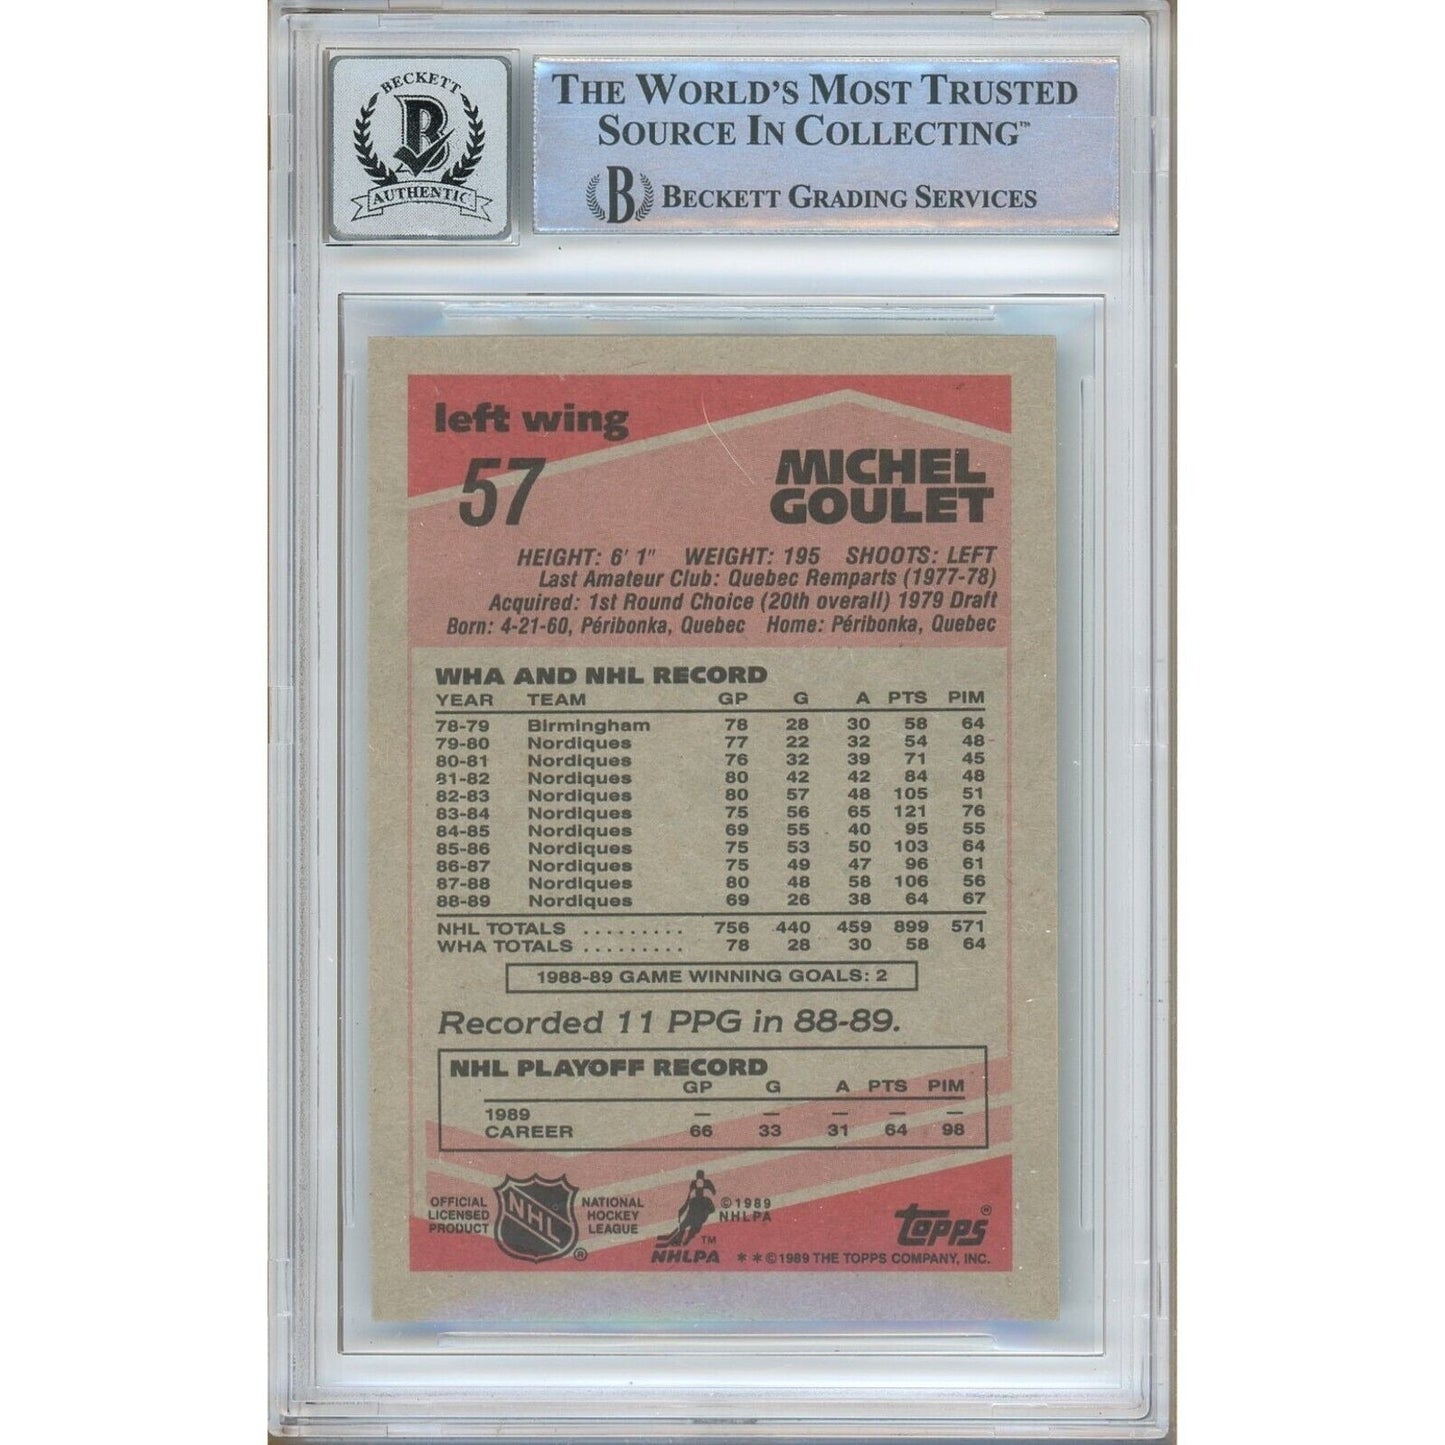 BECKETT
B
AUTHENTIC
THE WORLD'S MOST TRUSTED
SOURCE IN COLLECTING™
B BECKETT GRADING SERVICES
left wing
57
MICHEL
GOULET
HEIGHT: 6' 1" WEIGHT: 195 SHOOTS: LEFT
Last Amateur Club: Quebec Remparts (1977-78)
Acquired: 1st Round Choice (20th overall) 1979 Draft
Born: 4-21-60, Péribonka, Quebec Home: Péribonka, Quebec
WHA AND NHL RECORD
YEAR TEAM GP G A PTS PIM
78-79 Birmingham 78 28 30 58 64
79-80 Nordiques 77 22 32 54 48
80-81 Nordiques 76 32 39 71 45
81-82 Nordiques 80 42 42 84 48
82-83 Nordiques 80 57 48 105 51
83-84 Nordiques 75 56 65 121 76
84-85 Nordiques 69 55 40 95 55
85-86 Nordiques 75 53 50 103 64
86-87 Nordiques 75 49 47 96 61
87-88 Nordiques 80 48 58 106 56
88-89 Nordiques 69 26 38 64 67
NHL TOTALS ......... 756 440 459 899 571
WHA TOTALS ......... 78 28 30 58 64
1988-89 GAME WINNING GOALS: 2
Recorded 11 PPG in 88-89.
NHL PLAYOFF RECORD
GP G A PTS PIM
1989 — — — — —
CAREER 66 33 31 64 98
OFFICIAL
LICENSED
PRODUCT
NHL
®
NATIONAL
HOCKEY
LEAGUE
© 1989
NHLPA
TM
NHLPA
topps®
* * © 1989 THE TOPPS COMPANY, INC.